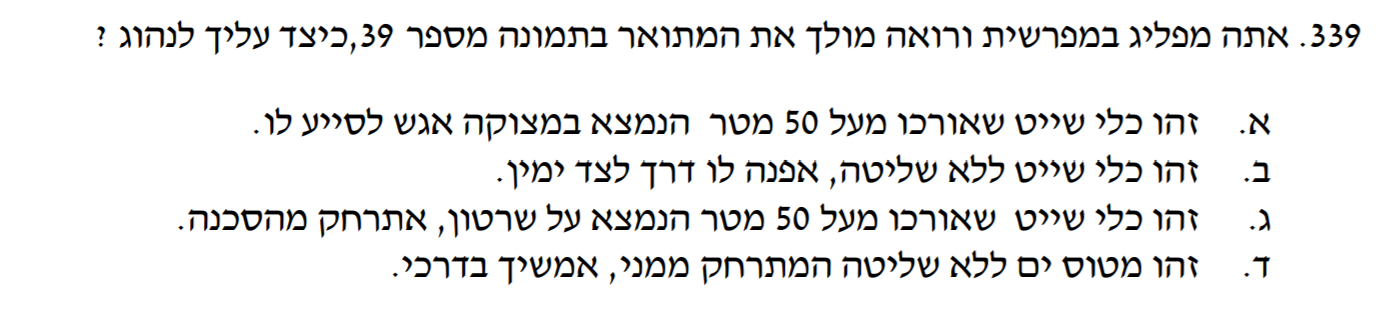 339. אתה מפליג במפרשית ורואה מולך את המתואר בתמונה מספר 39,כיצד עליך לנהוג ?
א. זהו כלי שייט שאורכו מעל 50 מטר הנמצא במצוקה אגש לסייע לו.
ב. זהו כלי שייט ללא שליטה, אפנה לו דרך לצד ימין.
ג. זהו כלי שייט שאורכו מעל 50 מטר הנמצא על שרטון, אתרחק מהסכנה.
ד. זהו מטוס ים ללא שליטה המתרחק ממני, אמשיך בדרכי.